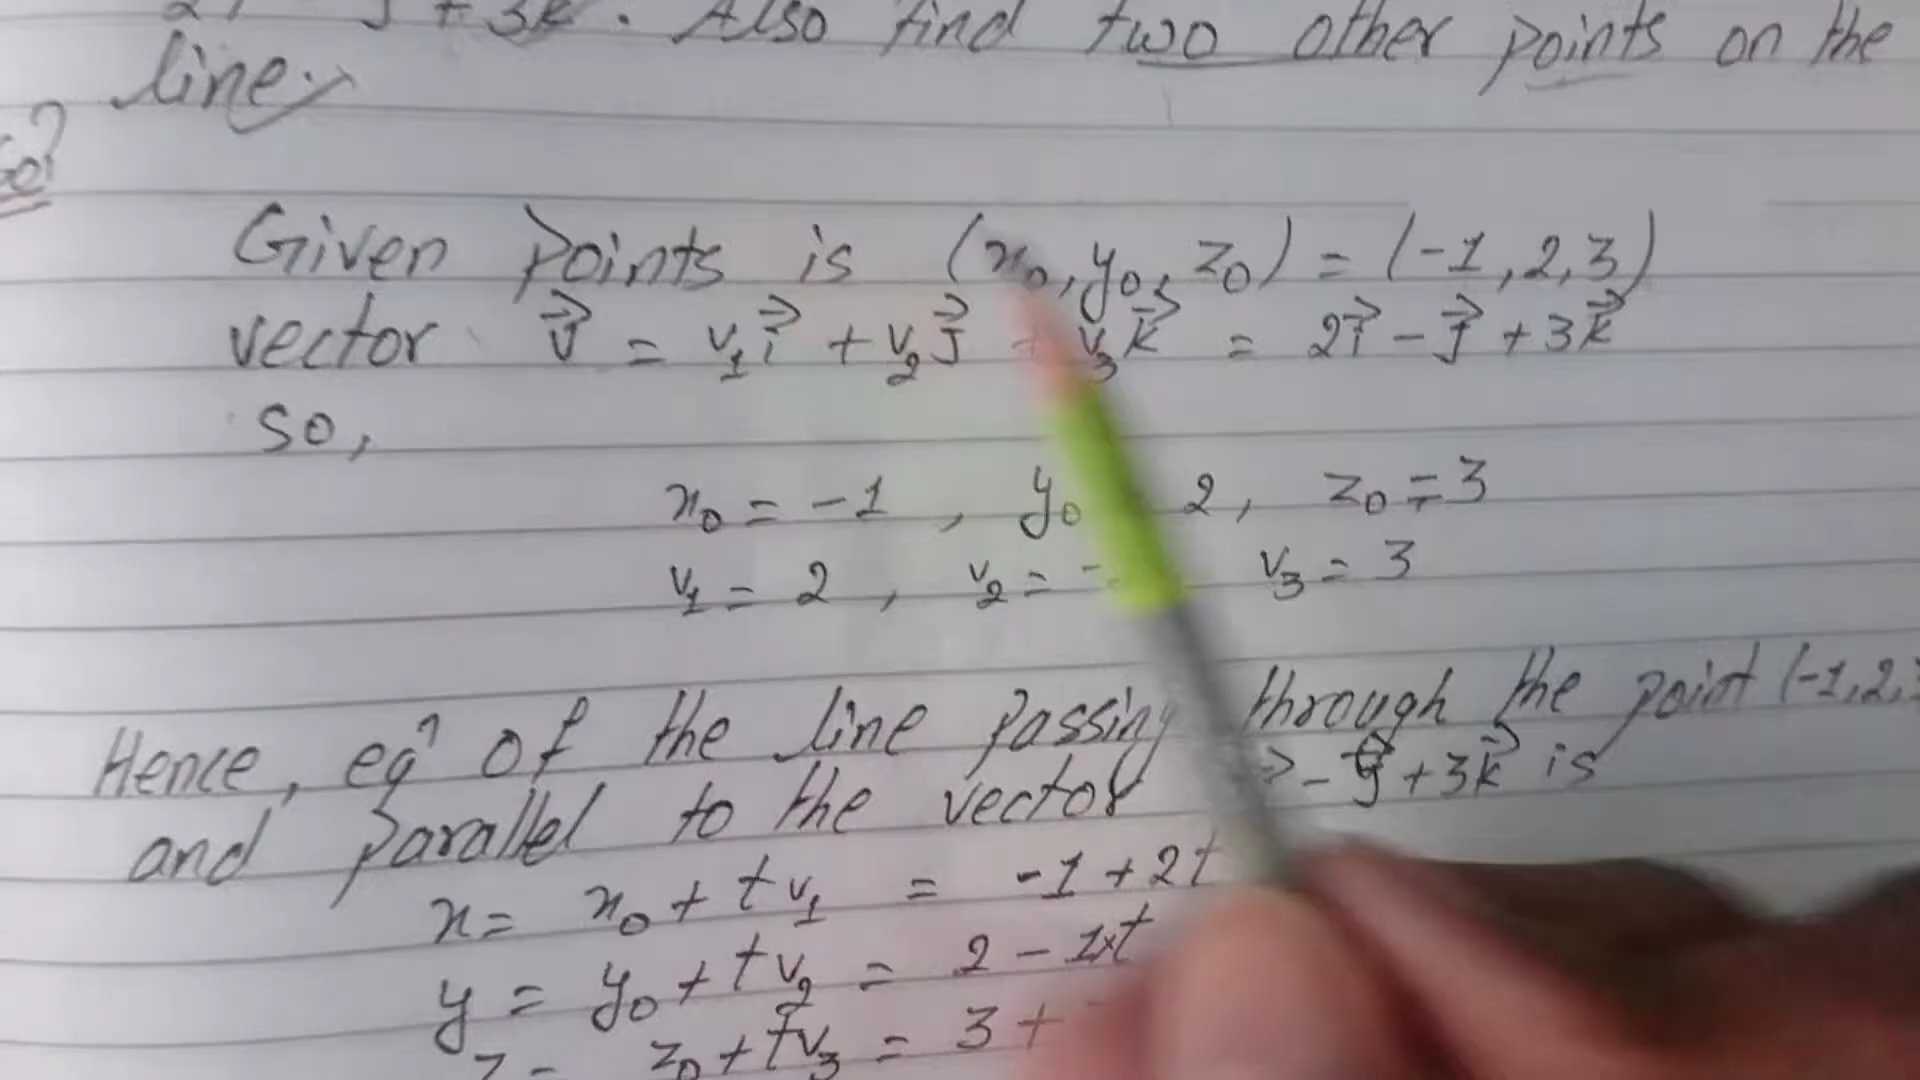 + 3k. Also find two other points on the
line.
Given points is (x₀, y₀, z₀) = (-1, 2, 3)
vector v⃗ = v₁i⃗ + v₂j⃗ + v₃k⃗ = 2i⃗ - j⃗ + 3k⃗
so,
x₀ = -1 , y₀ 2, z₀ = 3
v₁ = 2 , v₂ = - v₃ = 3
Hence, eqⁿ of the line passing through the point (-1, 2,
and parallel to the vector - j⃗ + 3k⃗ is
x = x₀ + tv₁ = -1 + 2t
y = y₀ + tv₂ = 2 - 1×t
z = z₀ + tv₃ = 3 +